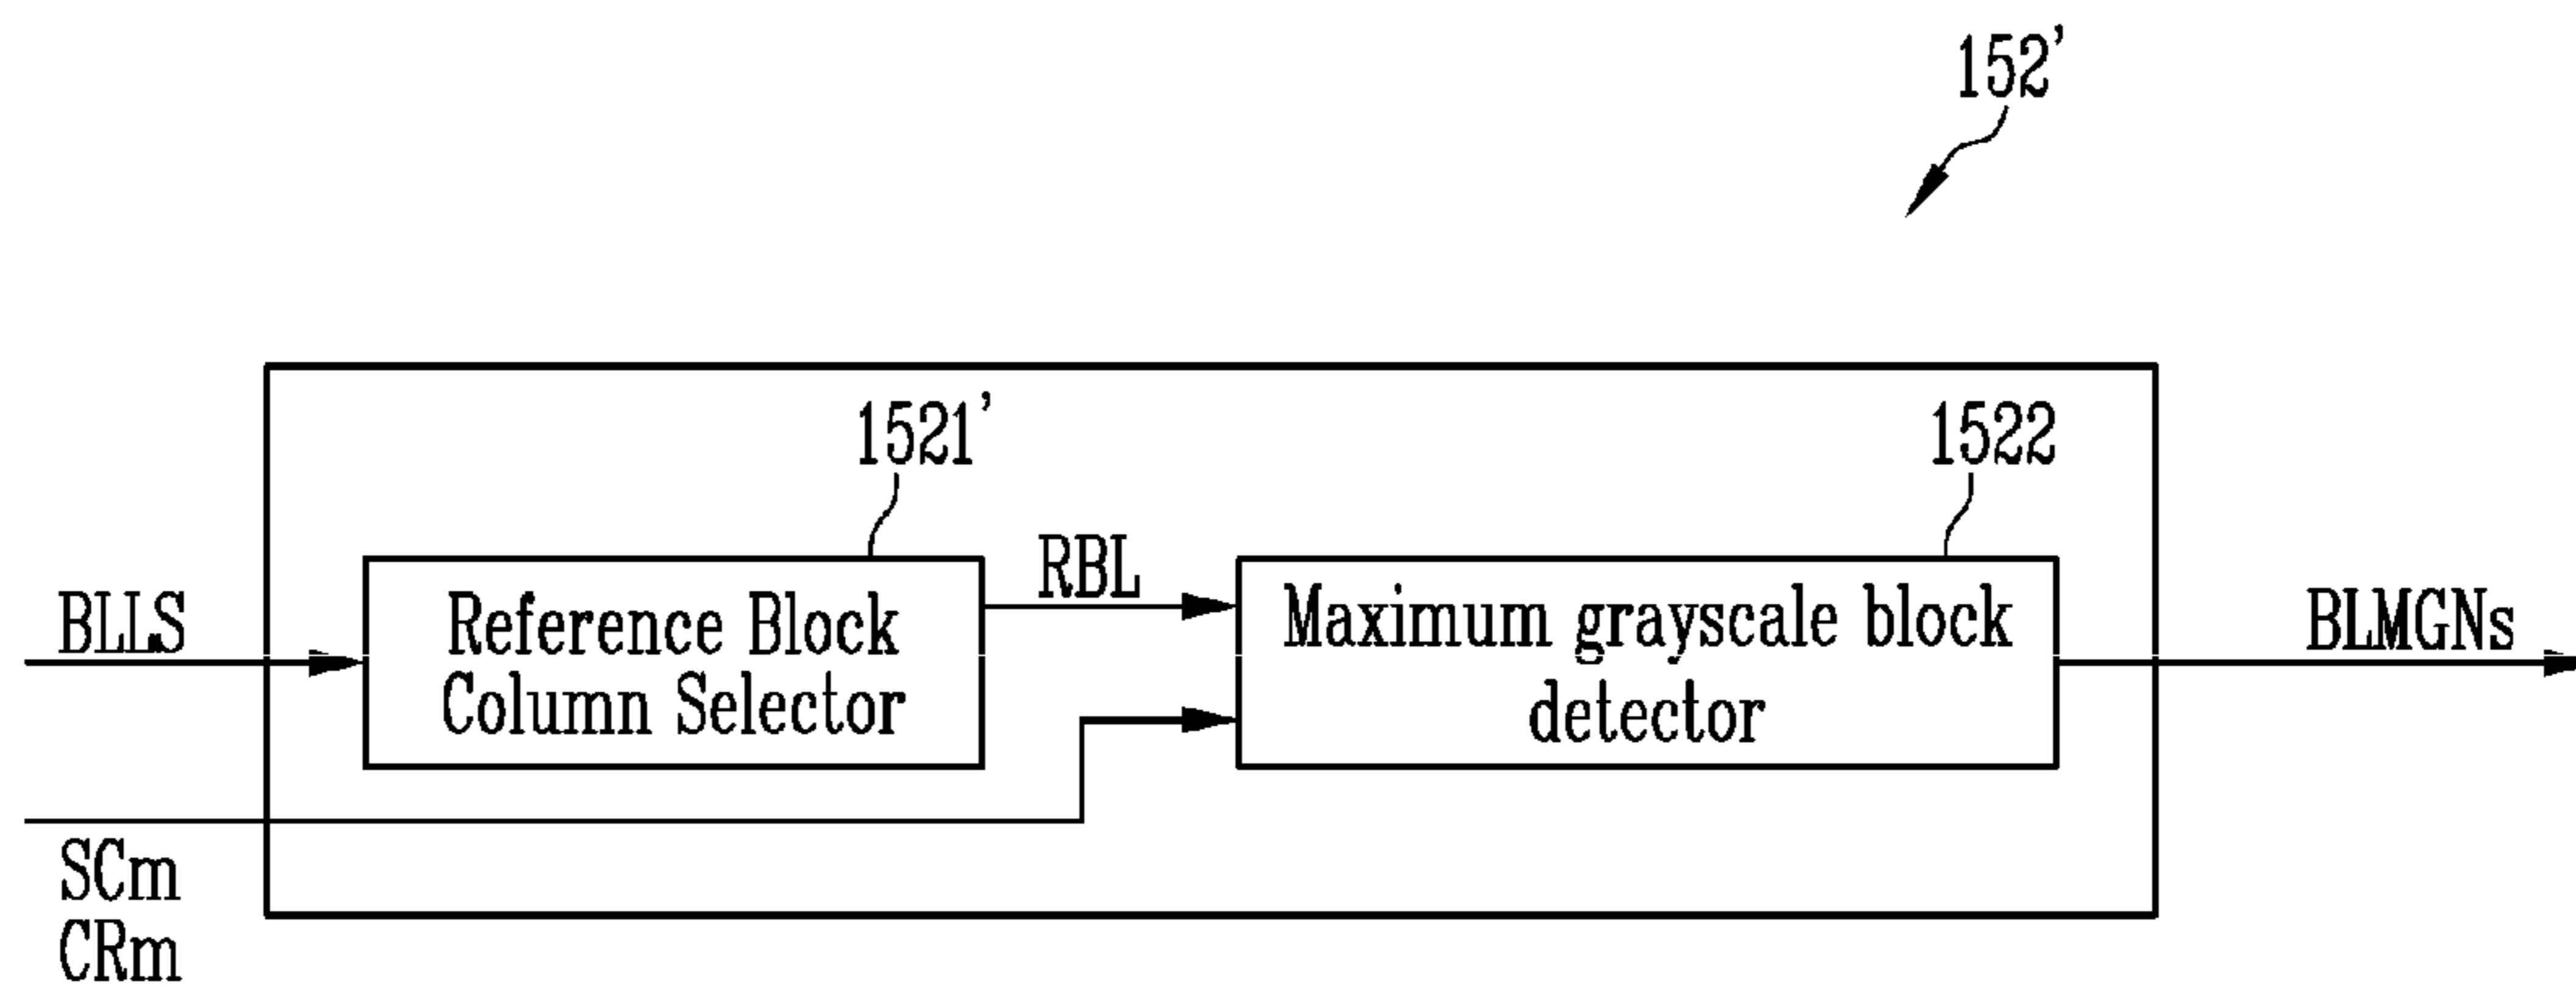 152'
1521'
1522
BLLS
Reference Block
Column Selector
RBL
Maximum grayscale block
detector
BLMGNs
SCm
CRm